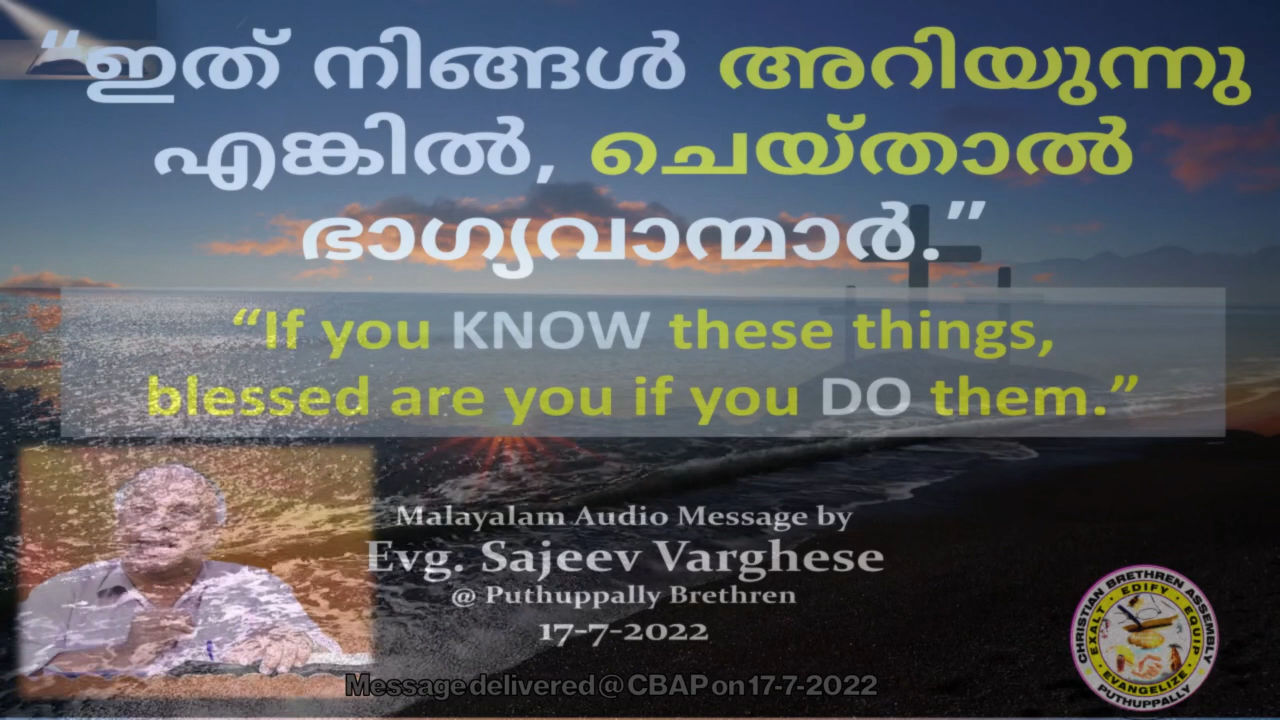 “ഇത് നിങ്ങൾ അറിയുന്നു
എങ്കിൽ, ചെയ്താൽ
ഭാഗ്യവാന്മാർ.”
“If you KNOW these things,
blessed are you if you DO them.”
Malayalam Audio Message by
Evg. Sajeev Varghese
@ Puthuppally Brethren
17-7-2022
Message delivered @ CBAP on 17-7-2022
CHRISTIAN BRETHREN ASSEMBLY
EXALT · EDIFY · EQUIP · EVANGELIZE
PUTHUPPALLY